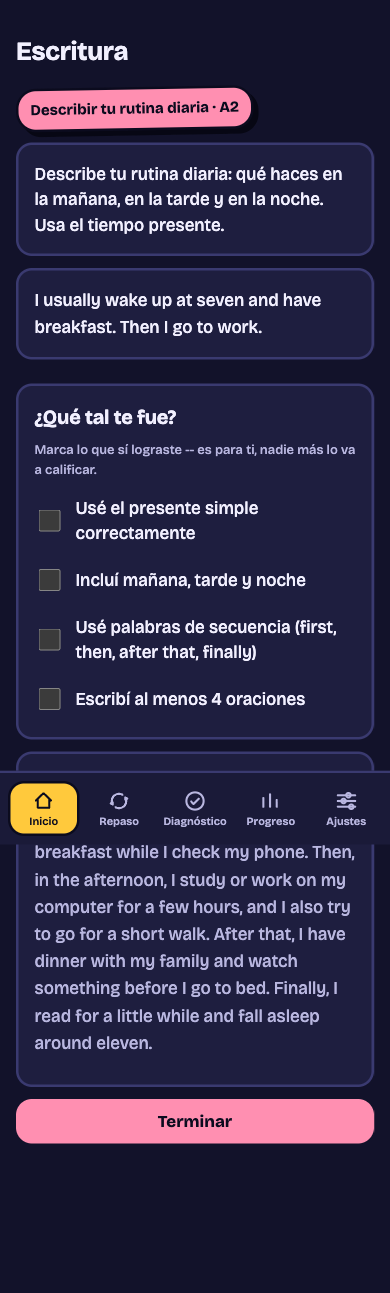 Escritura
Describir tu rutina diaria · A2
Describe tu rutina diaria: qué haces en
la mañana, en la tarde y en la noche.
Usa el tiempo presente.
I usually wake up at seven and have
breakfast. Then I go to work.
¿Qué tal te fue?
Marca lo que sí lograste -- es para ti, nadie más lo va
a calificar.
Usé el presente simple
correctamente
Incluí mañana, tarde y noche
Usé palabras de secuencia (first,
then, after that, finally)
Escribí al menos 4 oraciones
Inicio
Repaso
Diagnóstico
Progreso
Ajustes
breakfast while I check my phone. Then,
in the afternoon, I study or work on my
computer for a few hours, and I also try
to go for a short walk. After that, I have
dinner with my family and watch
something before I go to bed. Finally, I
read for a little while and fall asleep
around eleven.
Terminar